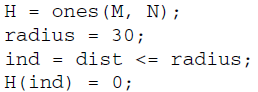 H = ones(M, N);
radius = 30;
ind = dist <= radius;
H(ind) = 0;